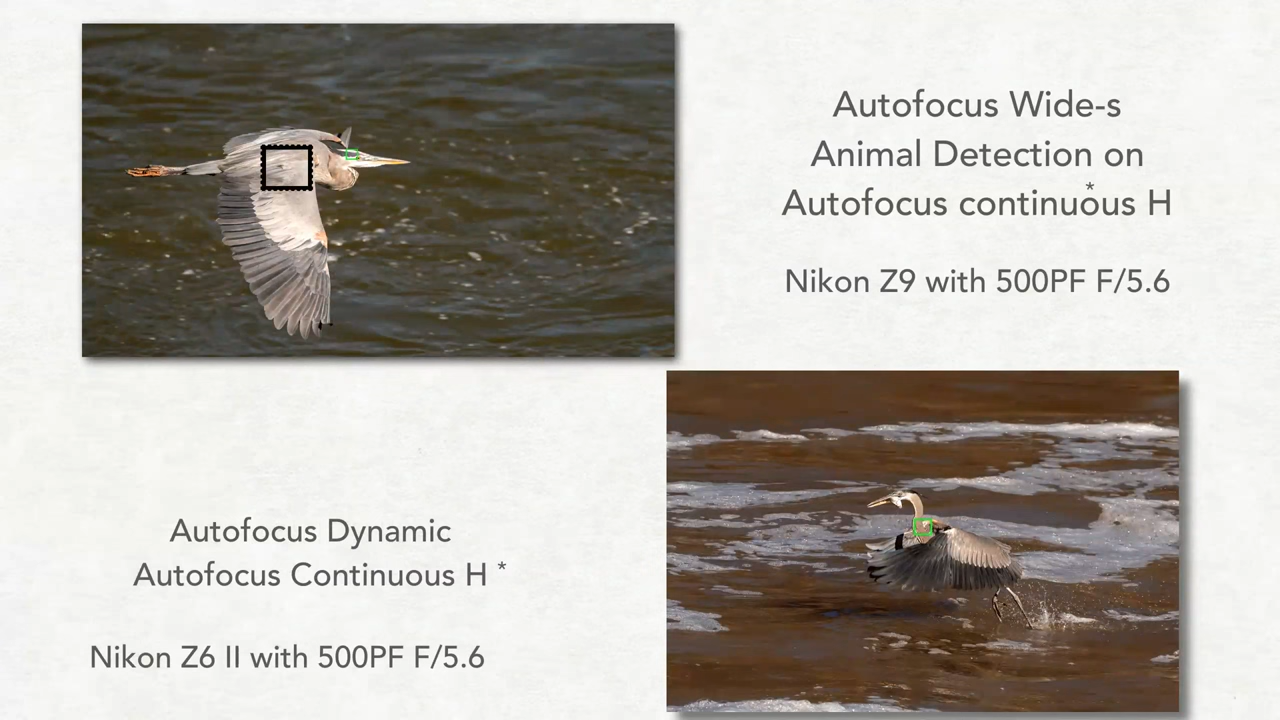 Autofocus Wide-s
Animal Detection on
Autofocus continuous H *
Nikon Z9 with 500PF F/5.6
Autofocus Dynamic
Autofocus Continuous H *
Nikon Z6 II with 500PF F/5.6